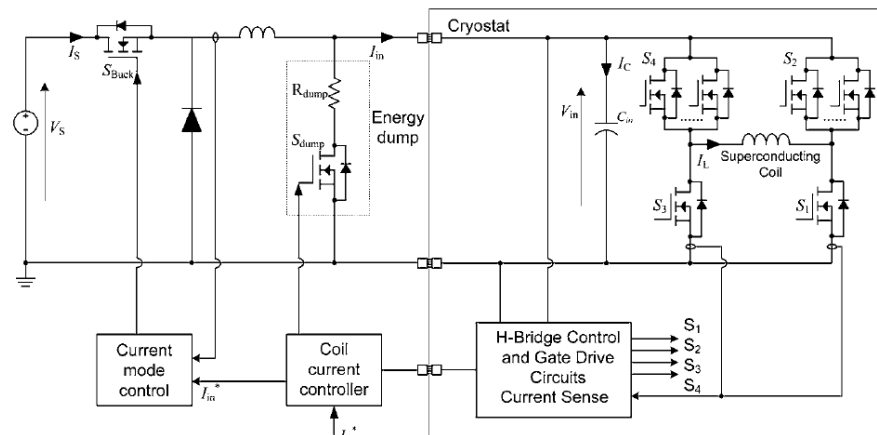 Cryostat
I_S
S_Buck
V_S
I_in
R_dump
S_dump
Energy
dump
I_C
V_in
C_in
S_4
S_2
I_L
Superconducting
Coil
S_3
S_1
Current
mode
control
I_in*
Coil
current
controller
H-Bridge Control
and Gate Drive
Circuits
Current Sense
S_1
S_2
S_3
S_4